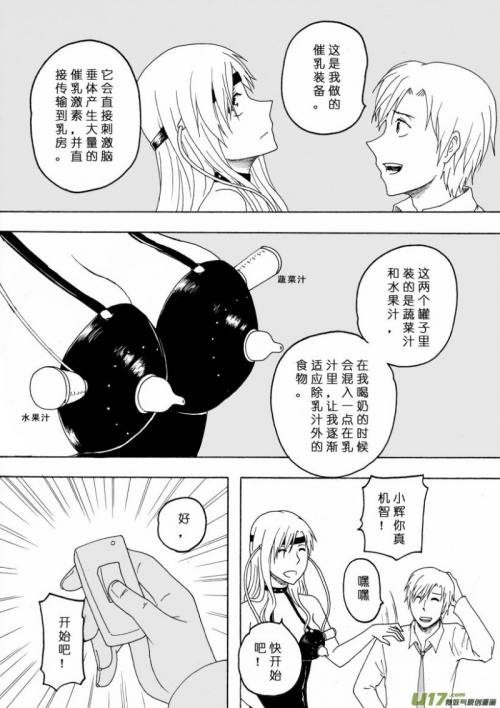 这是我做的
催乳装备。
它会直接刺激脑
垂体产生大量的
催乳激素，并直
接传输到乳房。
这两个罐子里
装的是蔬菜汁
和水果汁，
在我喝奶的时候
会混入一点在乳
汁里，让我逐渐
适应除乳汁外的
食物。
蔬菜汁
水果汁
小辉你真
机智！
嘿嘿
快开始
吧！
好，
开始吧！
U17.com